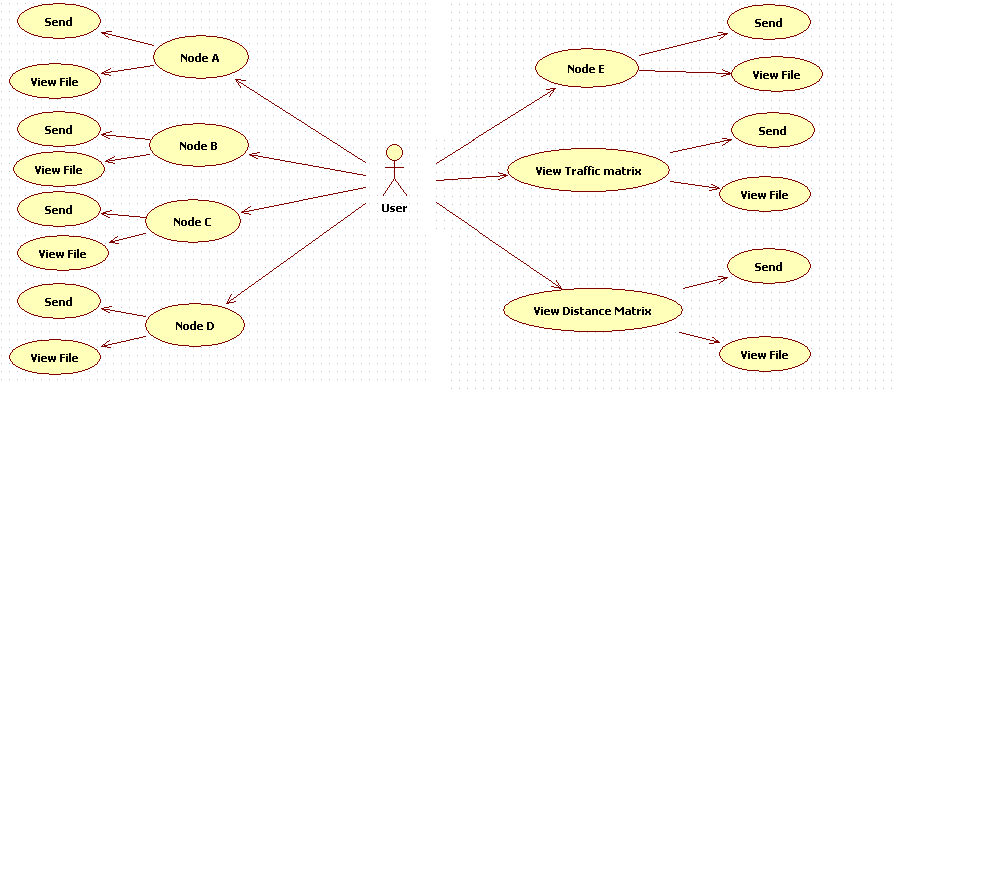 Send
Node A
View File
Send
Node B
View File
Send
Node C
View File
Send
Node D
View File
User
Send
Node E
View File
Send
View Traffic matrix
View File
Send
View Distance Matrix
View File